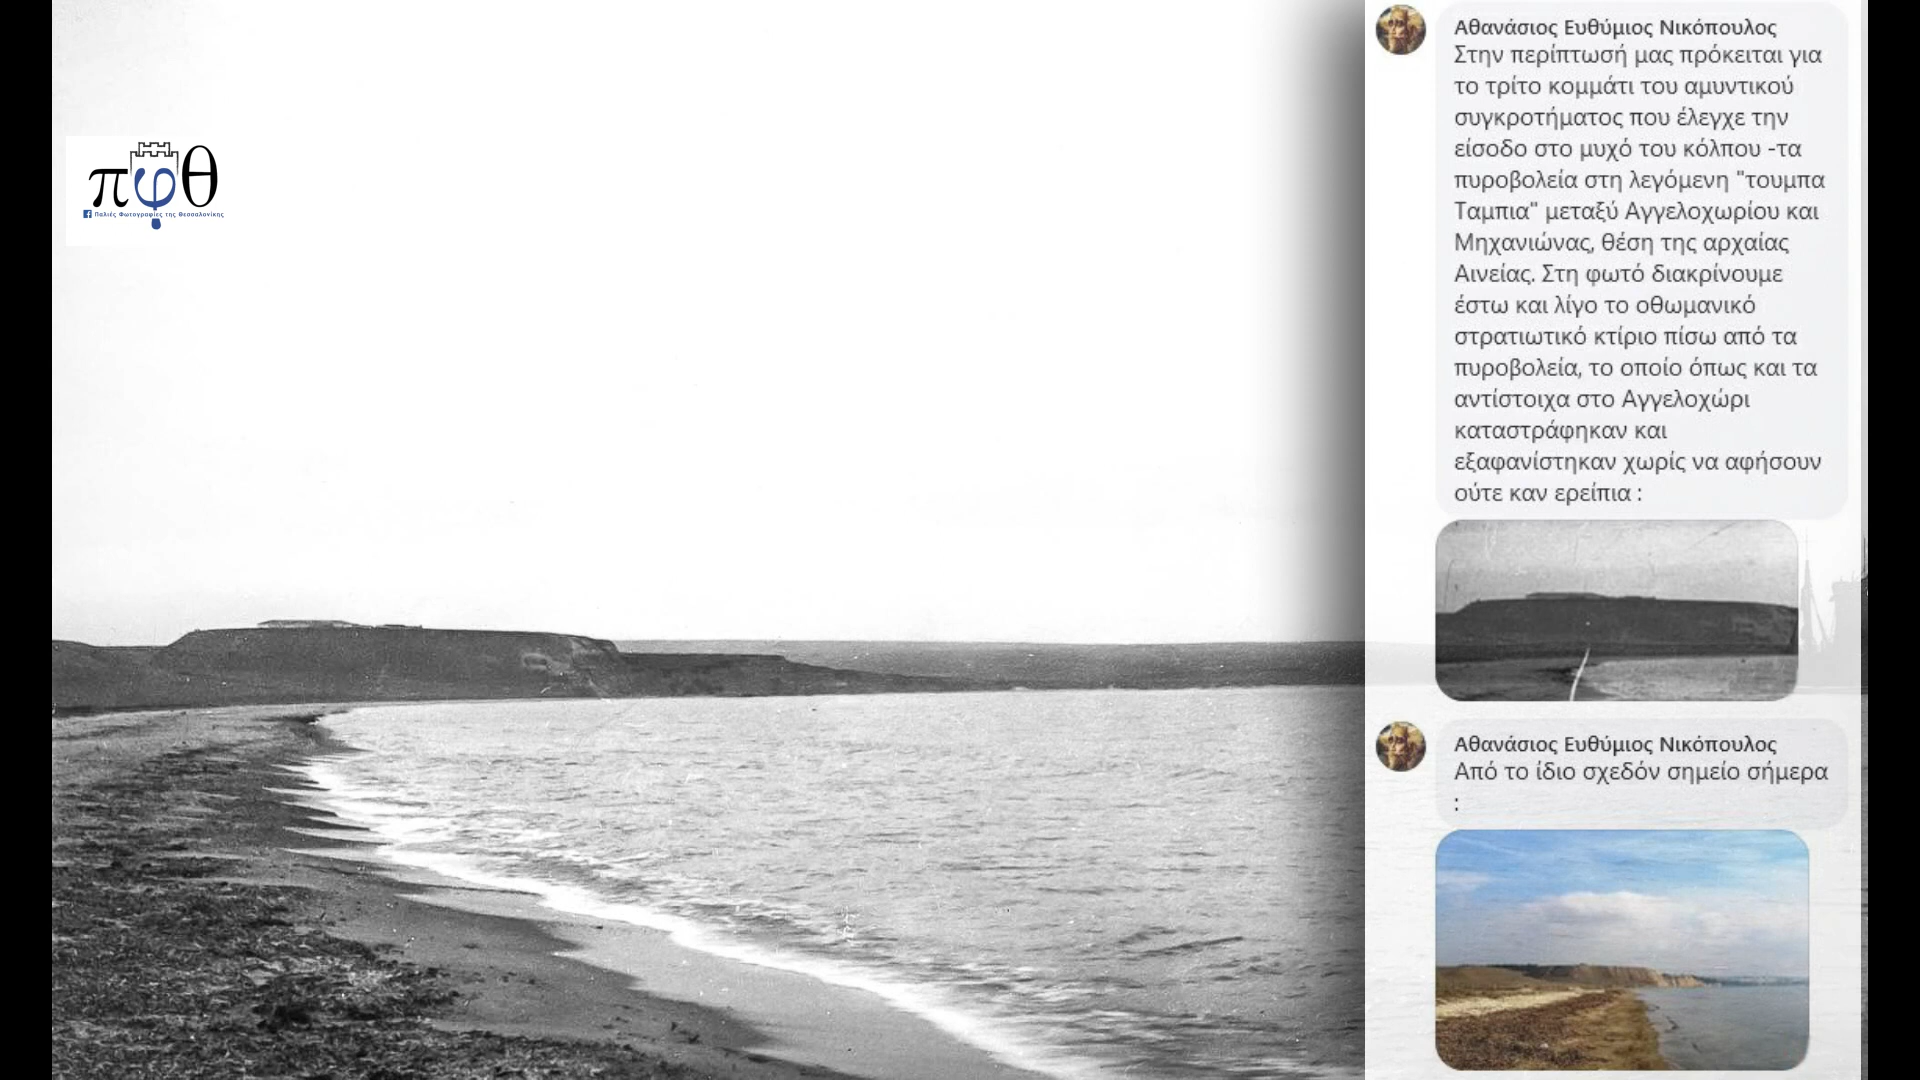 πφθ
Παλιές Φωτογραφίες της Θεσσαλονίκης
Αθανάσιος Ευθύμιος Νικόπουλος
Στην περίπτωσή μας πρόκειται για
το τρίτο κομμάτι του αμυντικού
συγκροτήματος που έλεγχε την
είσοδο στο μυχό του κόλπου -τα
πυροβολεία στη λεγόμενη "τουμπα
Ταμπια" μεταξύ Αγγελοχωρίου και
Μηχανιώνας, θέση της αρχαίας
Αινείας. Στη φωτό διακρίνουμε
έστω και λίγο το οθωμανικό
στρατιωτικό κτίριο πίσω από τα
πυροβολεία, το οποίο όπως και τα
αντίστοιχα στο Αγγελοχώρι
καταστράφηκαν και
εξαφανίστηκαν χωρίς να αφήσουν
ούτε καν ερείπια :
Αθανάσιος Ευθύμιος Νικόπουλος
Από το ίδιο σχεδόν σημείο σήμερα
: